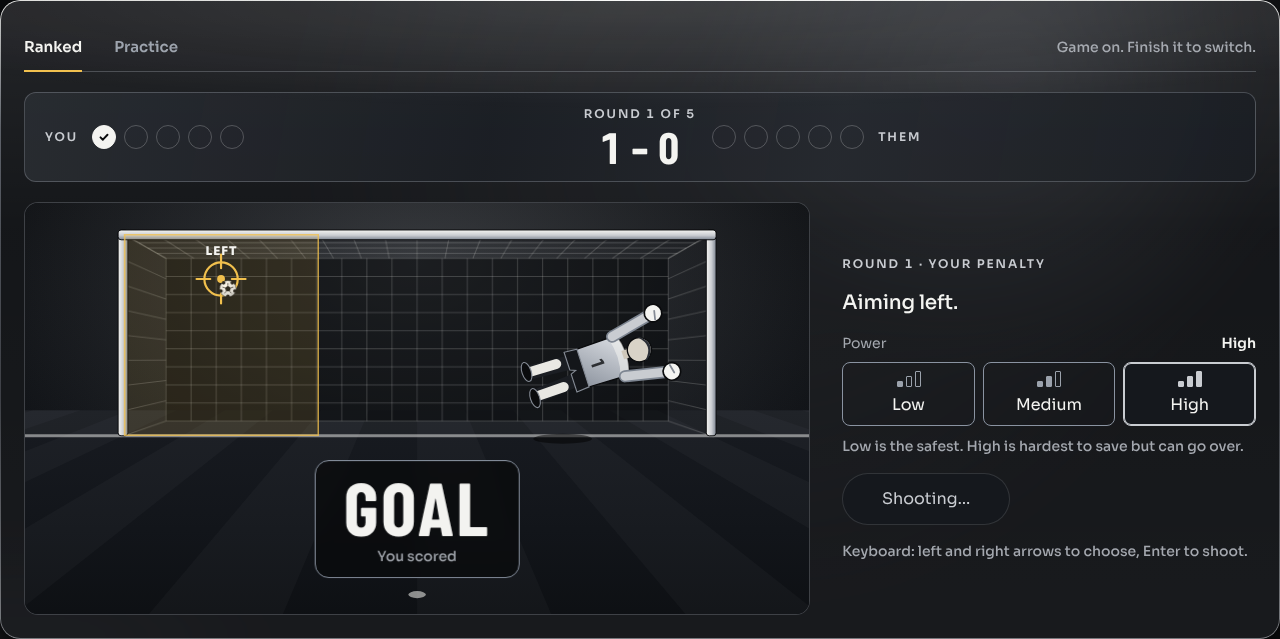 Ranked
Practice
Game on. Finish it to switch.
YOU
ROUND 1 OF 5
1 - 0
THEM
LEFT
1
GOAL
You scored
ROUND 1 · YOUR PENALTY
Aiming left.
Power
High
Low
Medium
High
Low is the safest. High is hardest to save but can go over.
Shooting...
Keyboard: left and right arrows to choose, Enter to shoot.